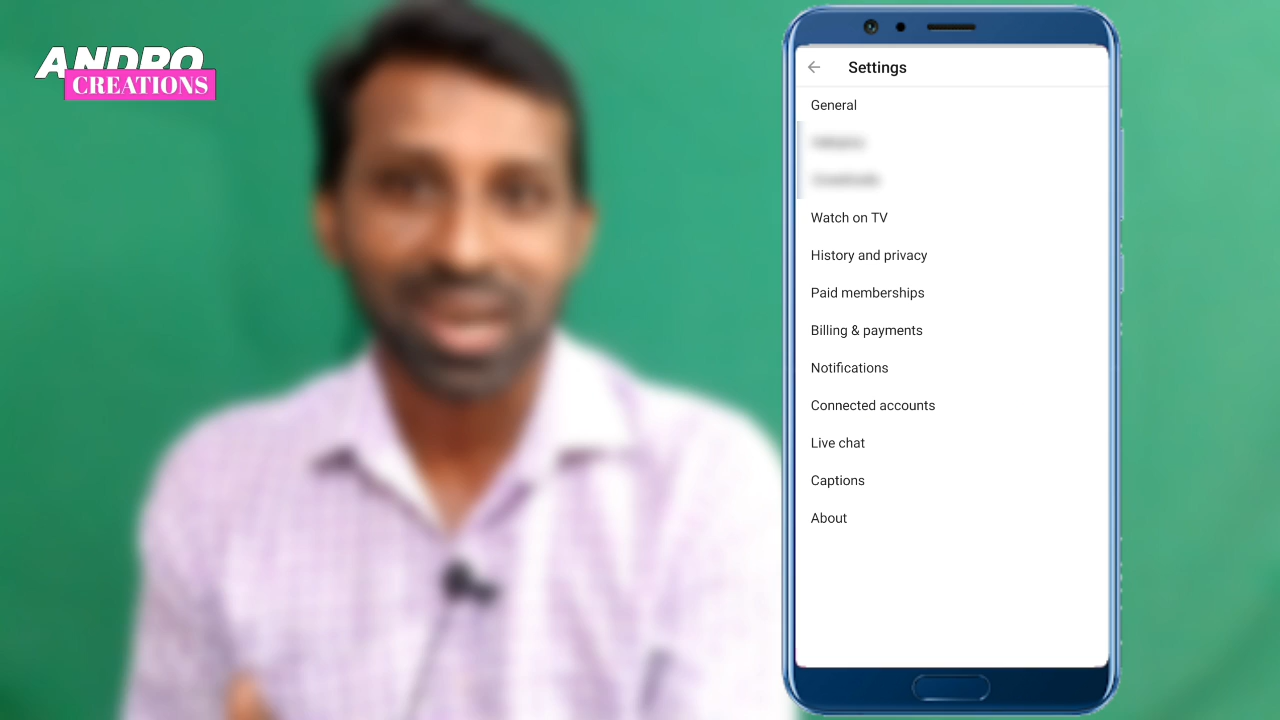 ANDRO
CREATIONS
Settings
General
Watch on TV
History and privacy
Paid memberships
Billing & payments
Notifications
Connected accounts
Live chat
Captions
About